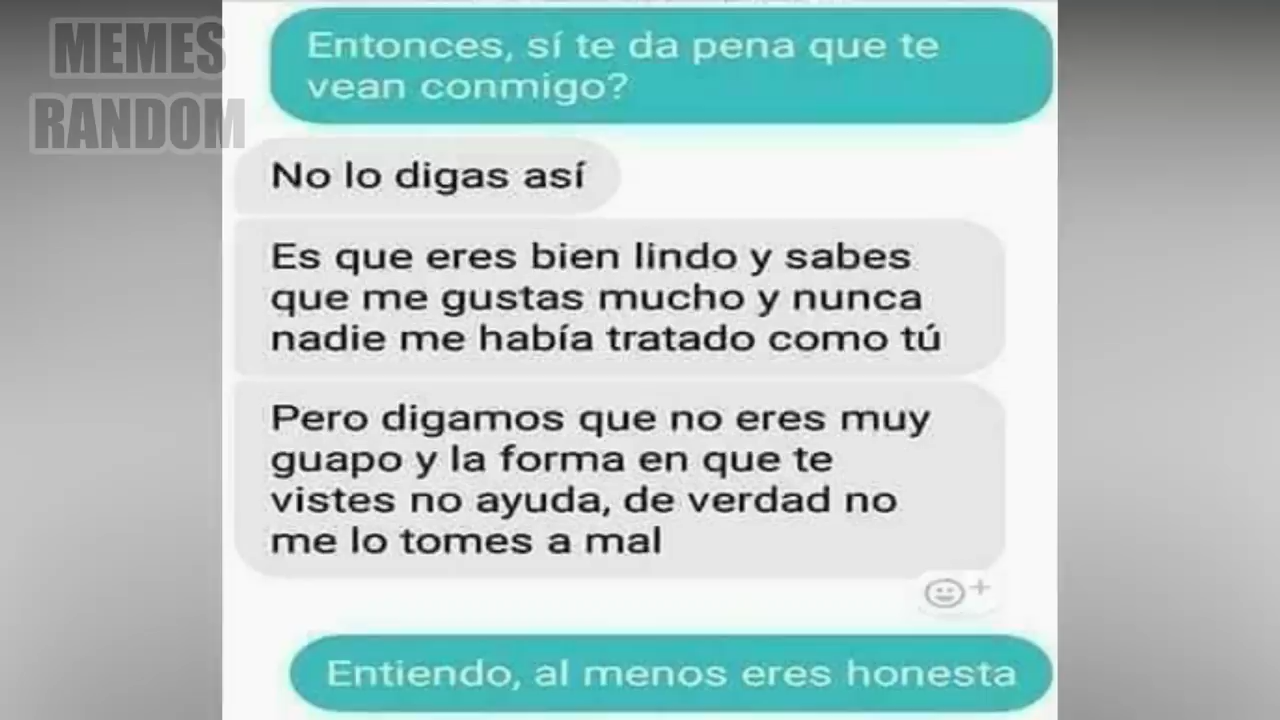 MEMES
RANDOM
Entonces, sí te da pena que te
vean conmigo?
No lo digas así
Es que eres bien lindo y sabes
que me gustas mucho y nunca
nadie me había tratado como tú
Pero digamos que no eres muy
guapo y la forma en que te
vistes no ayuda, de verdad no
me lo tomes a mal
Entiendo, al menos eres honesta